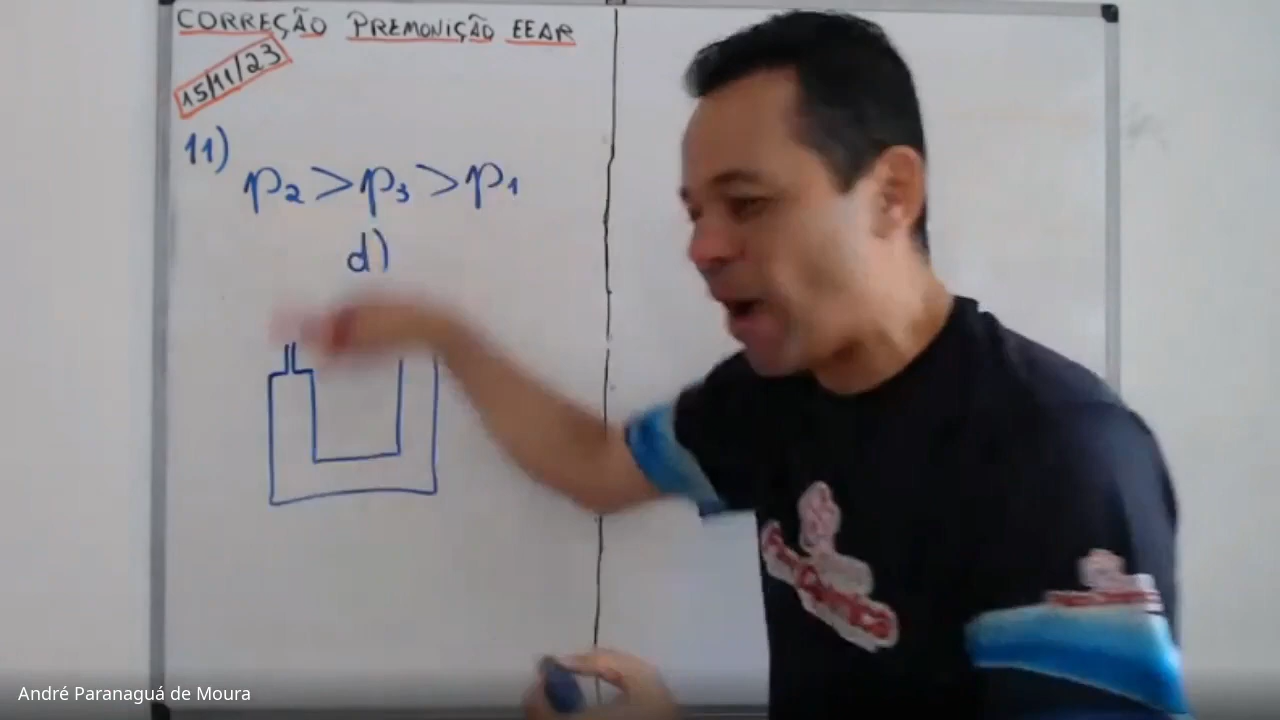 CORREÇÃO PREMONIÇÃO EEAR
15/11/23
11)
p₂ > p₃ > p₁
d)
André Paranaguá de Moura